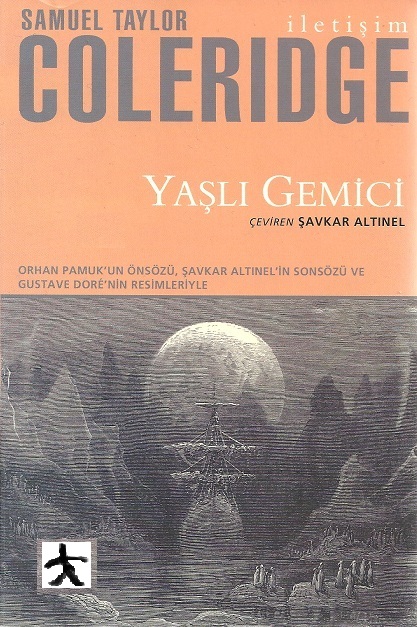 SAMUEL TAYLOR
iletişim
COLERIDGE
YAŞLI GEMİCİ
ÇEVİREN ŞAVKAR ALTINEL
ORHAN PAMUK'UN ÖNSÖZÜ, ŞAVKAR ALTINEL'İN SONSÖZÜ VE
GUSTAVE DORÉ'NİN RESİMLERİYLE